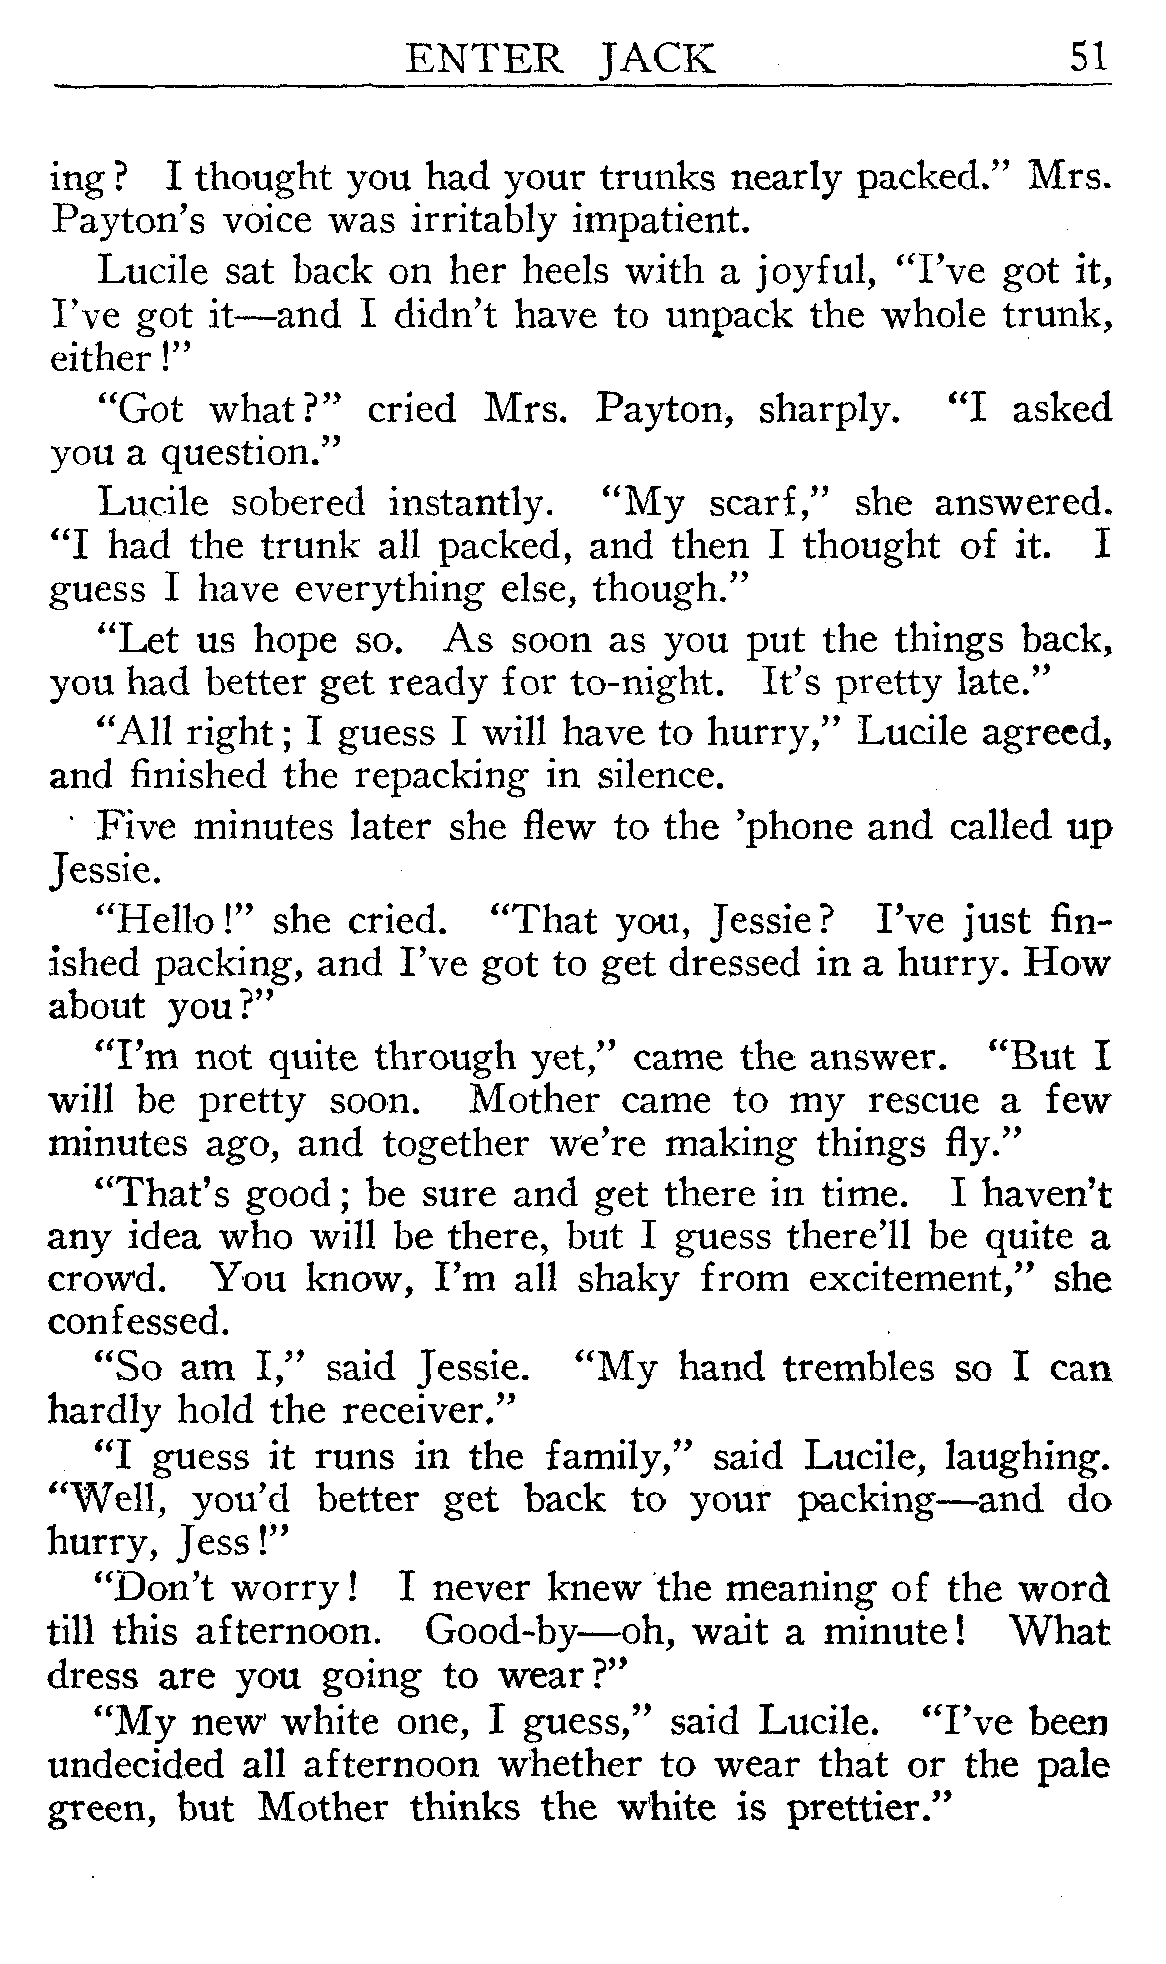 ENTER JACK 51
ing? I thought you had your trunks nearly packed.” Mrs.
Payton’s voice was irritably impatient.
Lucile sat back on her heels with a joyful, “I’ve got it,
I’ve got it—and I didn’t have to unpack the whole trunk,
either!”
“Got what?” cried Mrs. Payton, sharply. “I asked
you a question.”
Lucile sobered instantly. “My scarf,” she answered.
“I had the trunk all packed, and then I thought of it. I
guess I have everything else, though.”
“Let us hope so. As soon as you put the things back,
you had better get ready for to-night. It’s pretty late.”
“All right; I guess I will have to hurry,” Lucile agreed,
and finished the repacking in silence.
Five minutes later she flew to the ’phone and called up
Jessie.
“Hello!” she cried. “That you, Jessie? I’ve just fin-
ished packing, and I’ve got to get dressed in a hurry. How
about you?”
“I’m not quite through yet,” came the answer. “But I
will be pretty soon. Mother came to my rescue a few
minutes ago, and together we’re making things fly.”
“That’s good; be sure and get there in time. I haven’t
any idea who will be there, but I guess there’ll be quite a
crowd. You know, I’m all shaky from excitement,” she
confessed.
“So am I,” said Jessie. “My hand trembles so I can
hardly hold the receiver.”
“I guess it runs in the family,” said Lucile, laughing.
“Well, you’d better get back to your packing—and do
hurry, Jess!”
“Don’t worry! I never knew the meaning of the word
till this afternoon. Good-by—oh, wait a minute! What
dress are you going to wear?”
“My new white one, I guess,” said Lucile. “I’ve been
undecided all afternoon whether to wear that or the pale
green, but Mother thinks the white is prettier.”